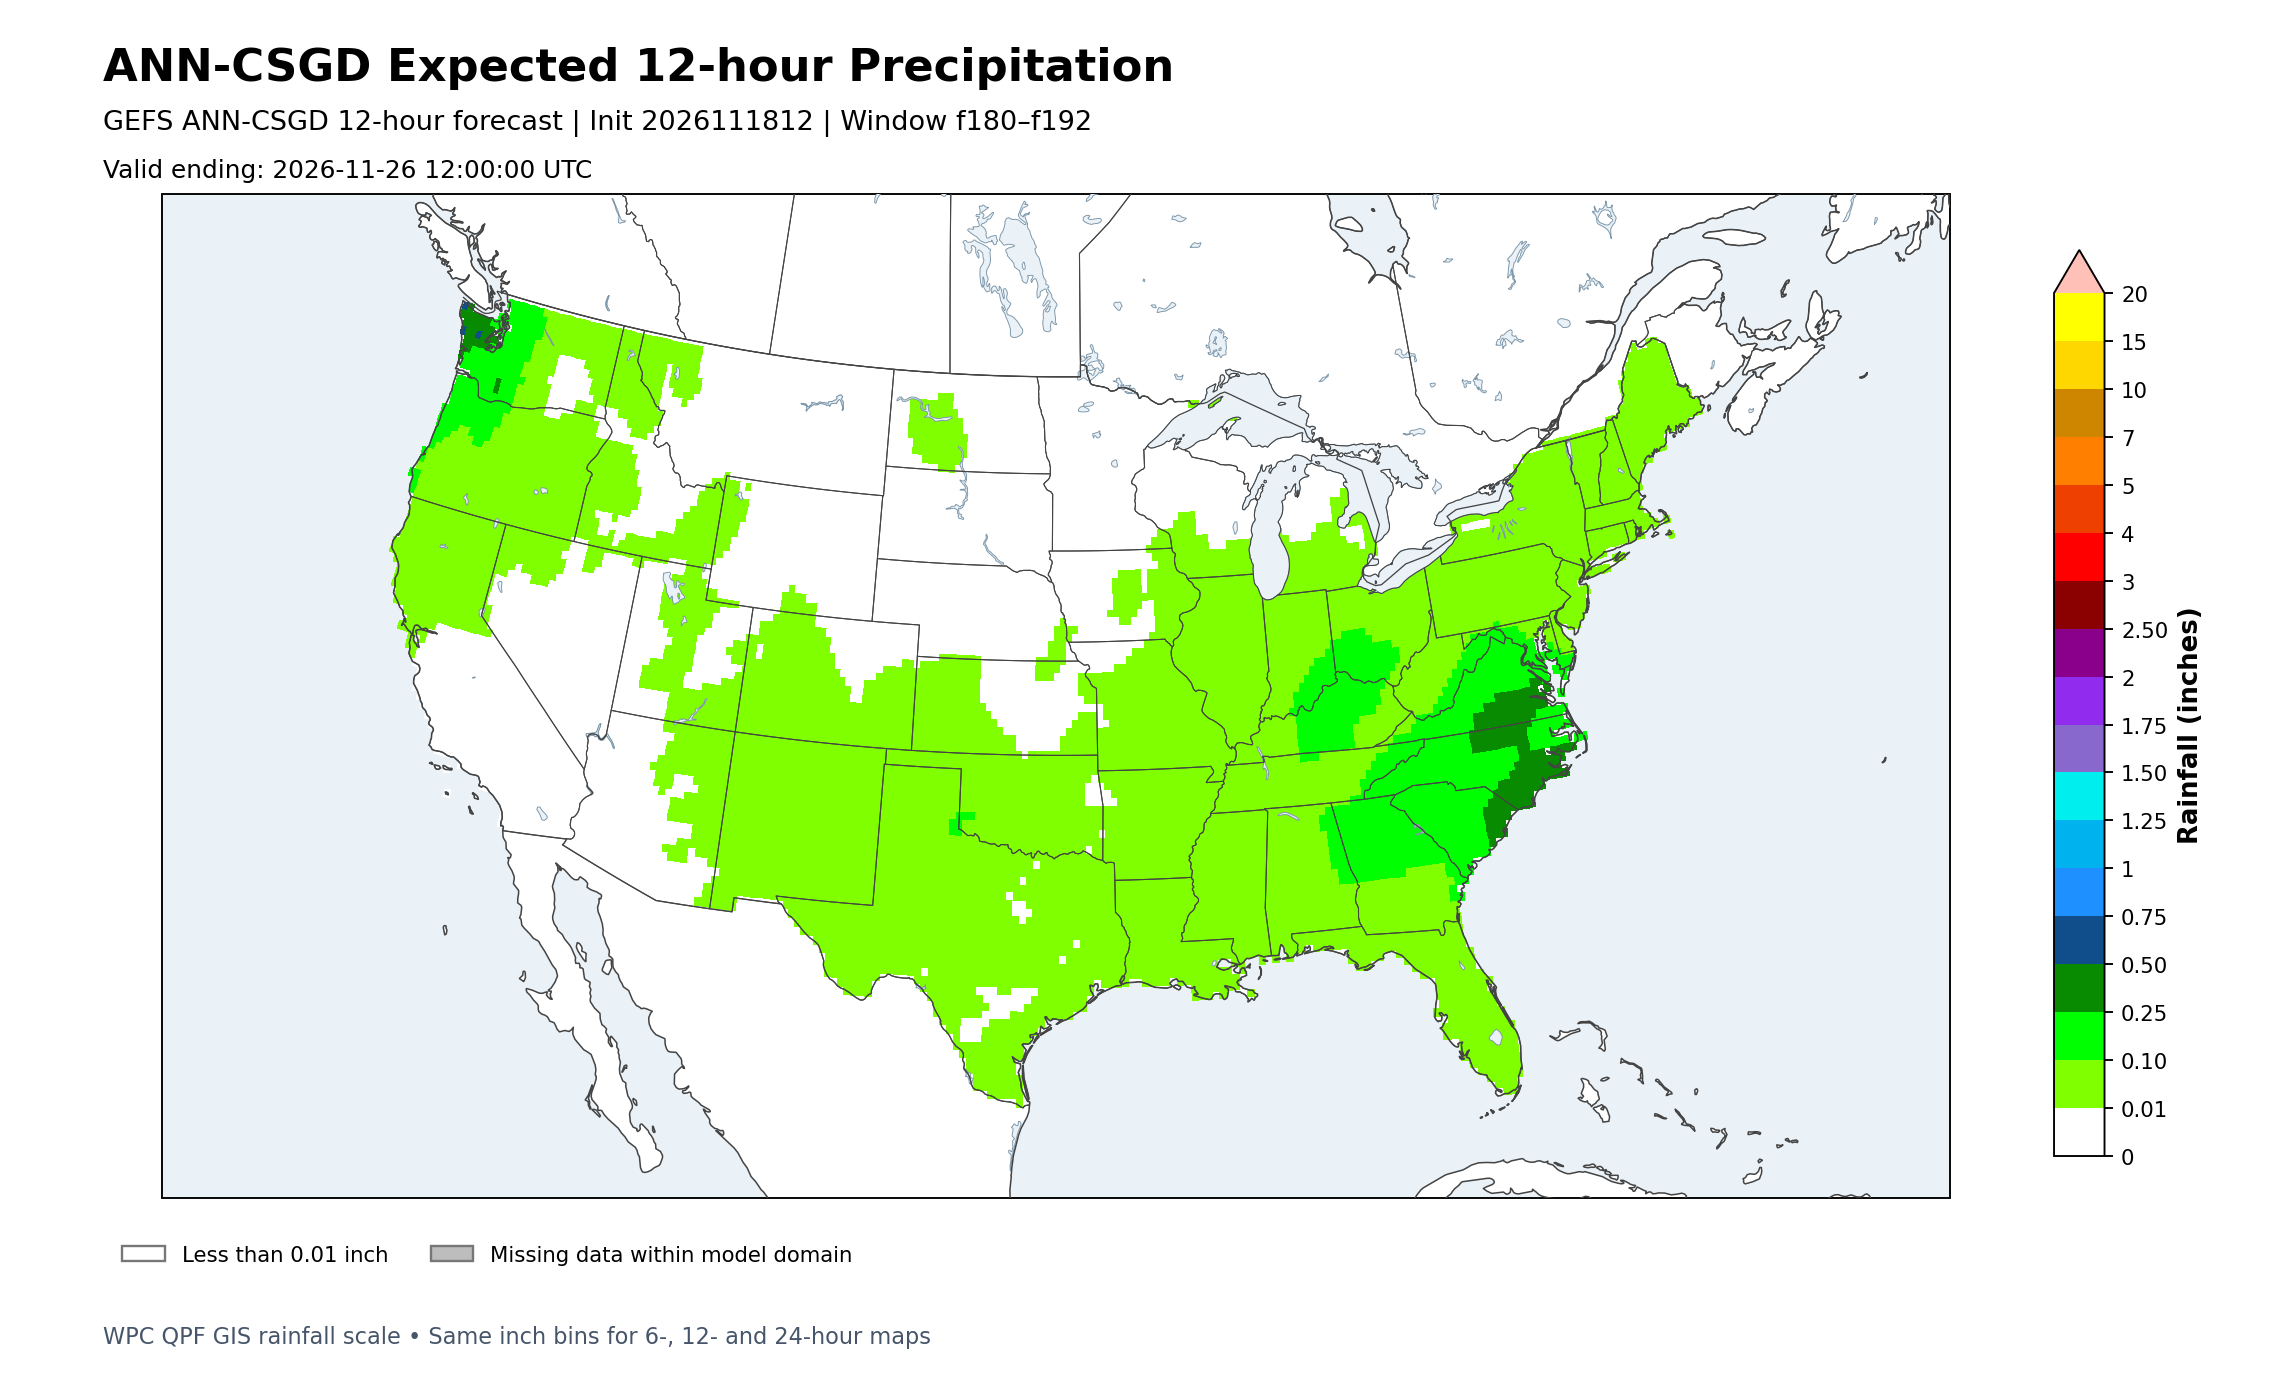 ANN-CSGD Expected 12-hour Precipitation
GEFS ANN-CSGD 12-hour forecast | Init 2026111812 | Window f180–f192
Valid ending: 2026-11-26 12:00:00 UTC
20
15
10
7
5
4
3
2.50
2
1.75
1.50
1.25
1
0.75
0.50
0.25
0.10
0.01
0
Rainfall (inches)
Less than 0.01 inch
Missing data within model domain
WPC QPF GIS rainfall scale • Same inch bins for 6-, 12- and 24-hour maps